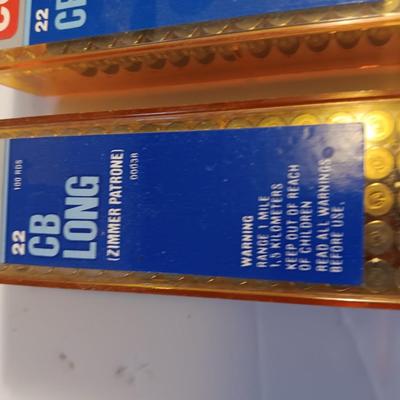 22
CB
100 RDS
22
CB
LONG
(ZIMMER PATRONE)
00038
WARNING
RANGE 1 MILE
1.5 KILOMETERS
KEEP OUT OF REACH
OF CHILDREN
READ ALL WARNINGS
BEFORE USE.